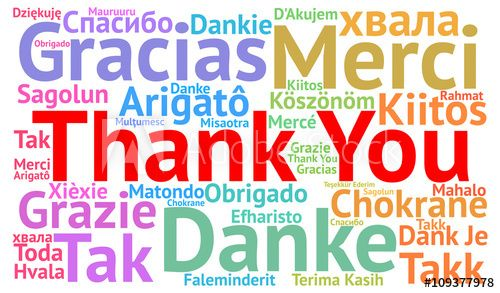 Dziękuję
Mauruuru
Спасибо
Dankie
D'Akujem
хвала
Obrigado
Gracias
Merci
Sagolun
Danke
Arigatô
Kiitos
Köszönöm
Kiitos
Rahmat
Multumesc
Misaotra
Mercé
Tak
Thank You
Merci
Arigatô
Grazie
Thank You
Gracias
Xièxie
Matondo
Obrigado
Teşekkür Ederim
Sagolun
Mahalo
Chokrane
Grazie
Efharisto
Спасибо
Chokrane
Takk
хвала
Toda
Hvala
Tak
Danke
Dank Je
Takk
Faleminderit
Terima Kasih
#109377978